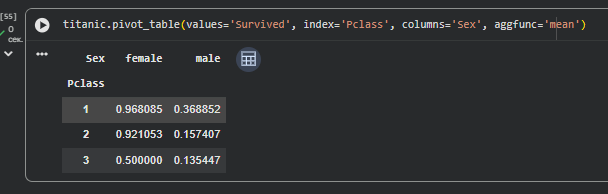 [55]
0
сек.
titanic.pivot_table(values='Survived', index='Pclass', columns='Sex', aggfunc='mean')
Sex female male
Pclass
1 0.968085 0.368852
2 0.921053 0.157407
3 0.500000 0.135447